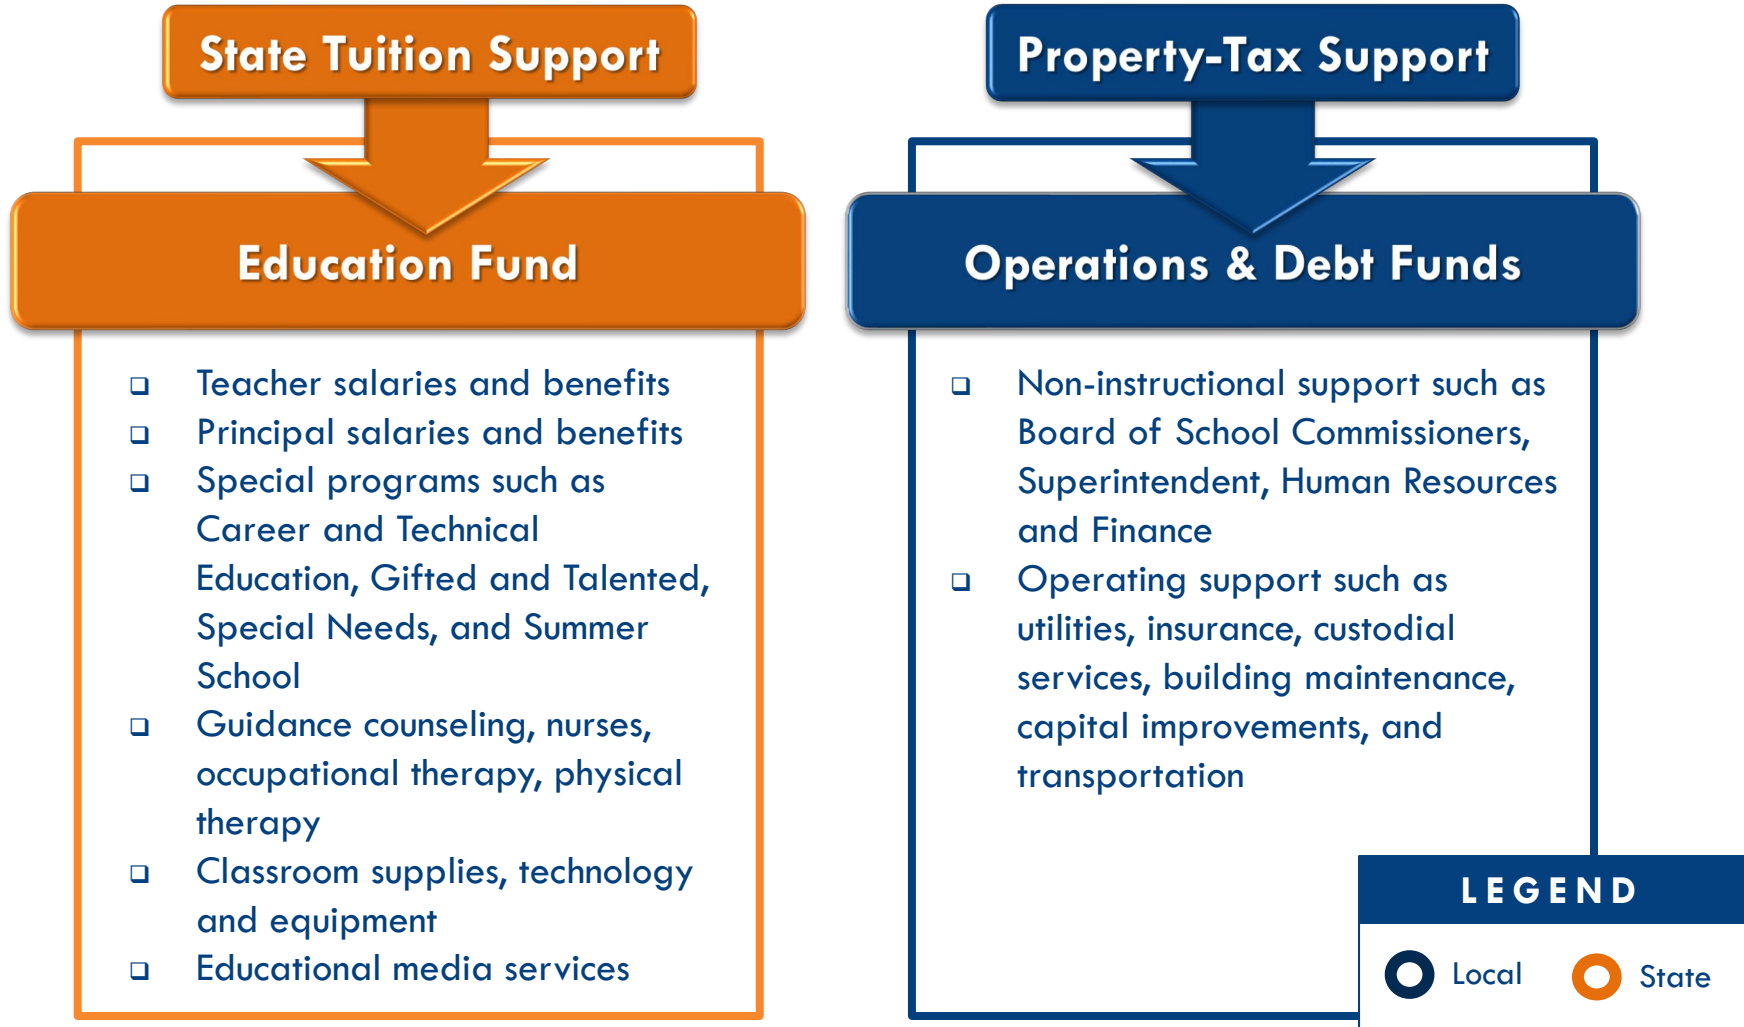 State Tuition Support
Education Fund
❑ Teacher salaries and benefits
❑ Principal salaries and benefits
❑ Special programs such as
Career and Technical
Education, Gifted and Talented,
Special Needs, and Summer
School
❑ Guidance counseling, nurses,
occupational therapy, physical
therapy
❑ Classroom supplies, technology
and equipment
❑ Educational media services
Property-Tax Support
Operations & Debt Funds
❑ Non-instructional support such as
Board of School Commissioners,
Superintendent, Human Resources
and Finance
❑ Operating support such as
utilities, insurance, custodial
services, building maintenance,
capital improvements, and
transportation
LEGEND
Local
State